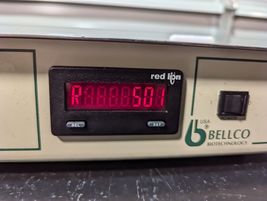 red lion
R 501
SEL
RST
USA
BELLCO
BIOTECHNOLOGY